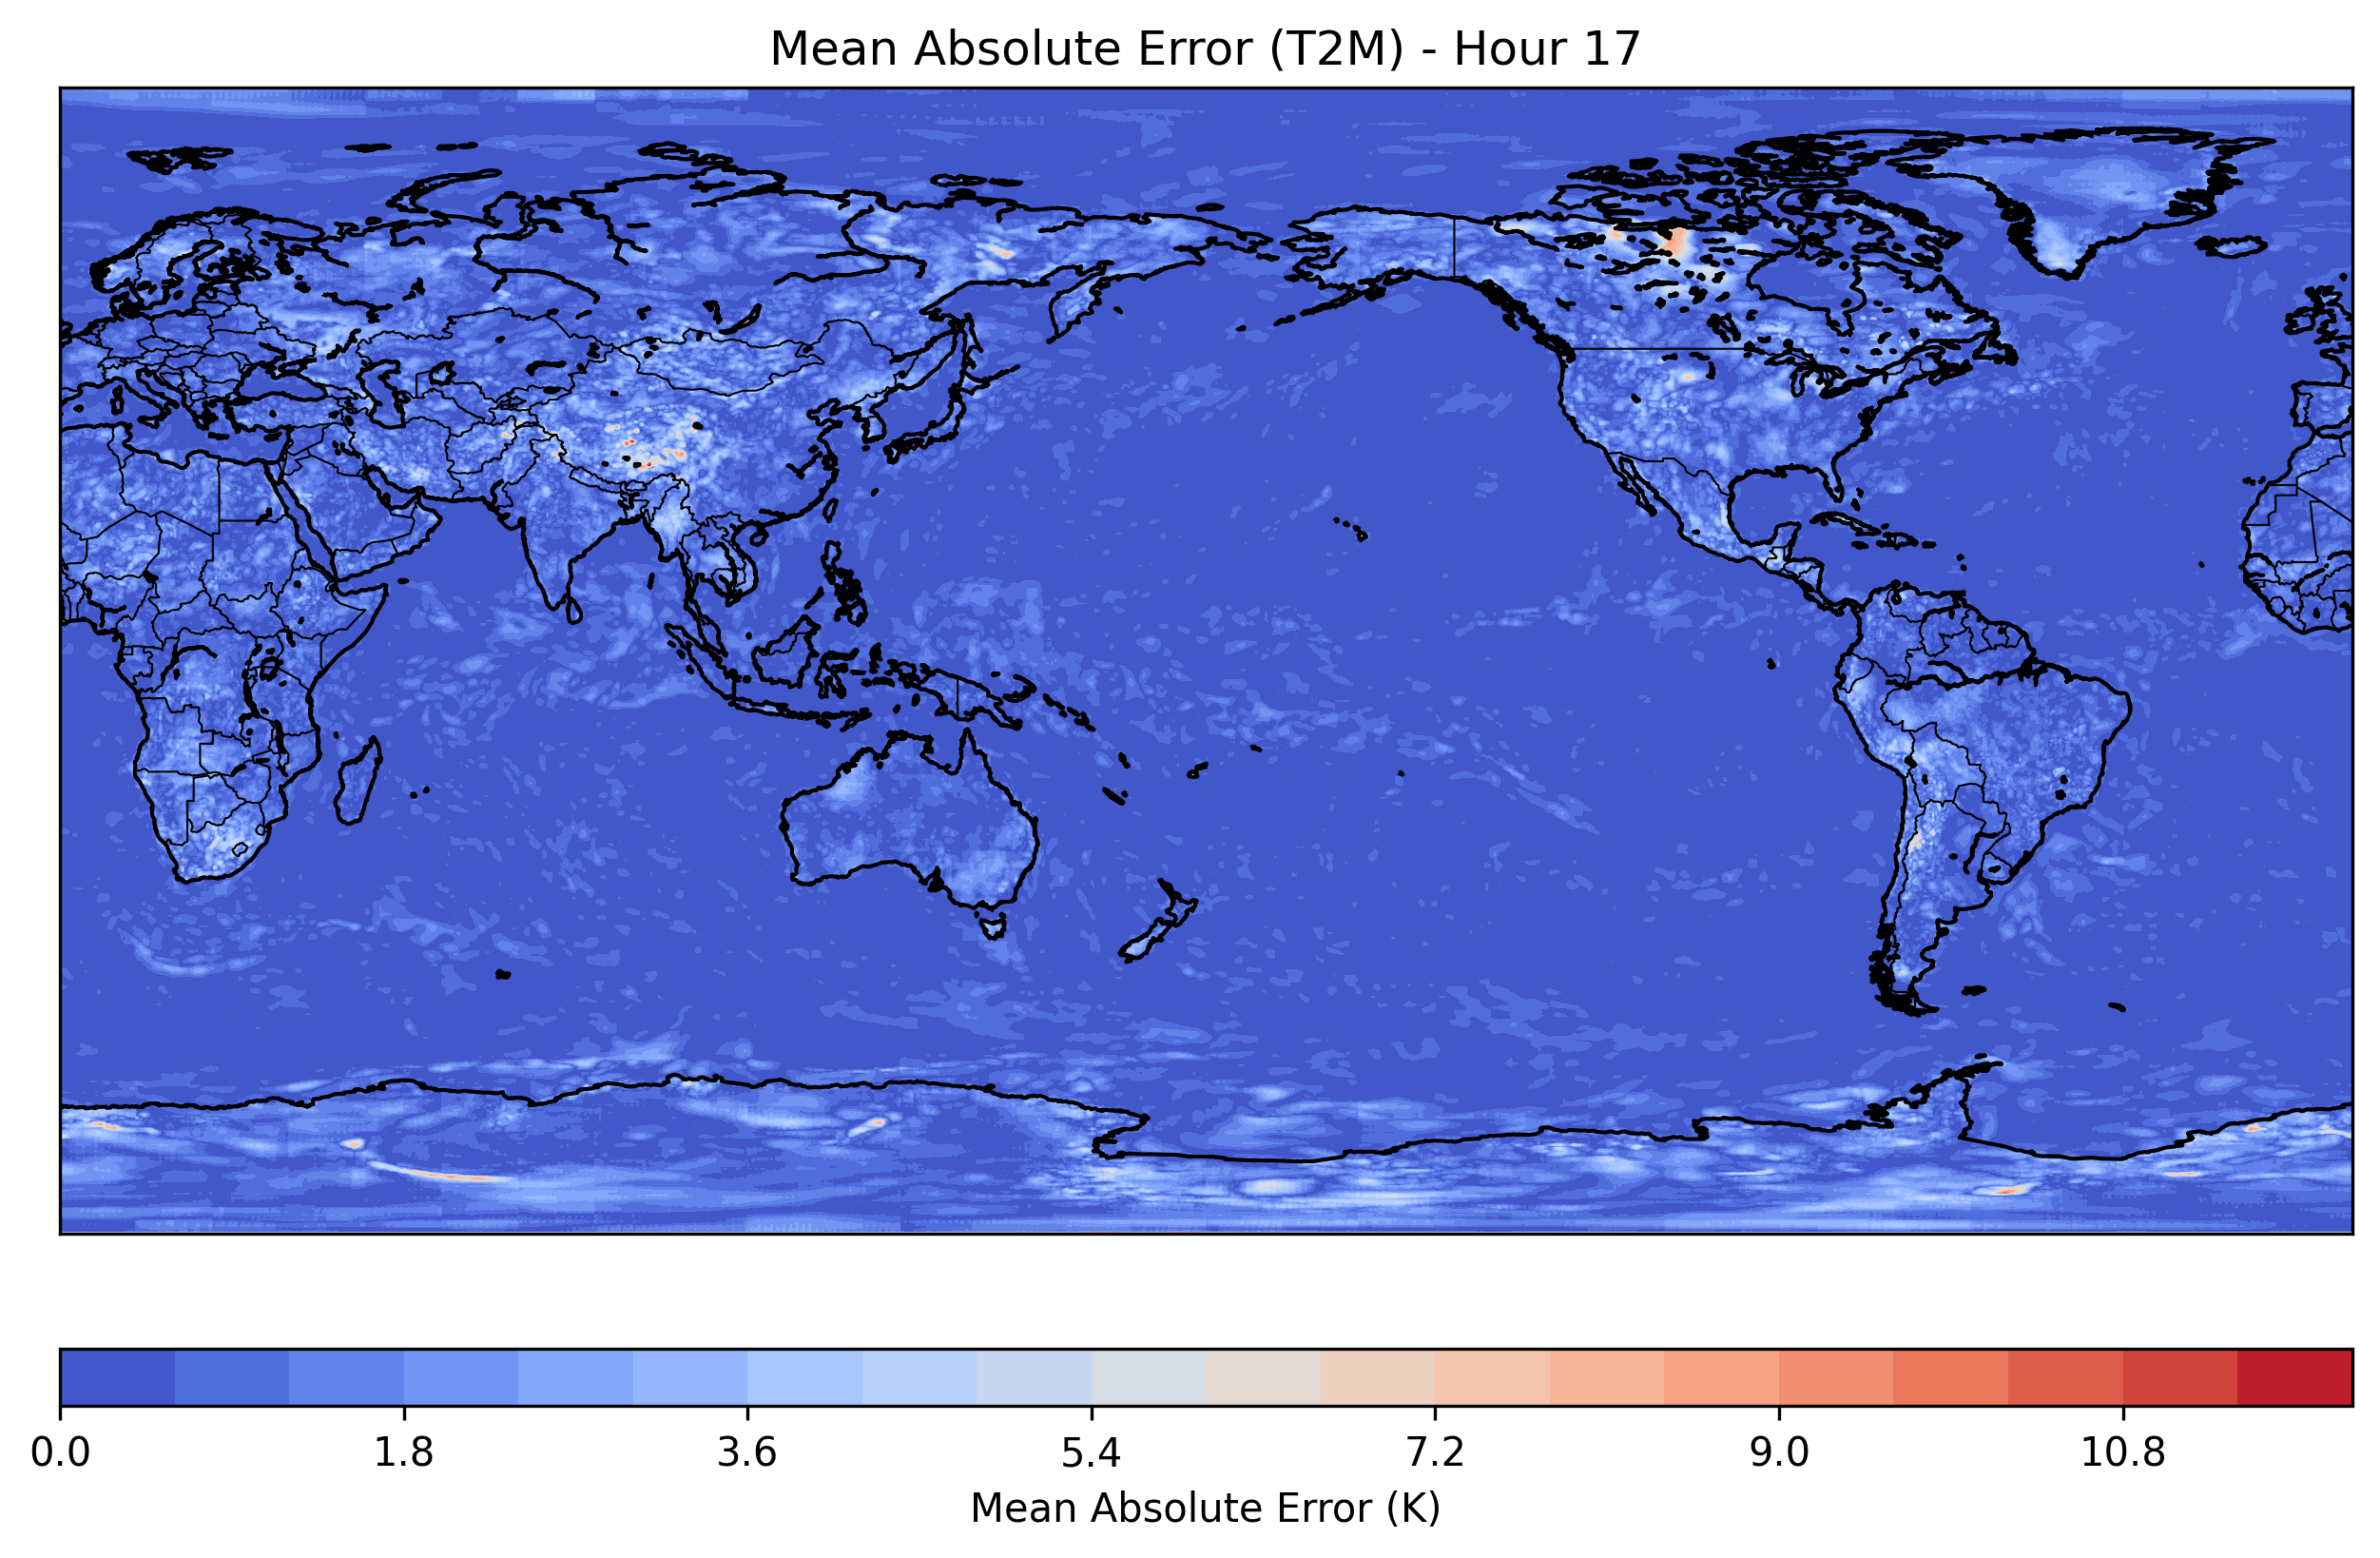 Mean Absolute Error (T2M) - Hour 17
0.0 1.8 3.6 5.4 7.2 9.0 10.8
Mean Absolute Error (K)